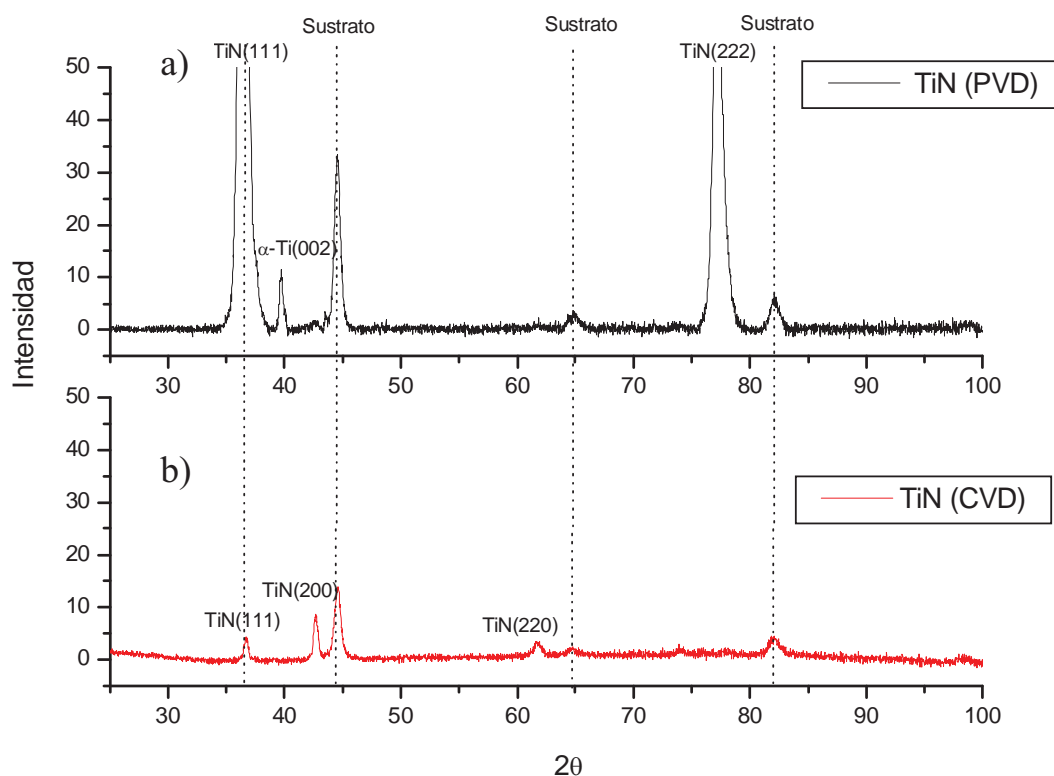 Sustrato
Sustrato
Sustrato
TiN(111)
TiN(222)
a)
TiN (PVD)
α-Ti(002)
50
40
30
20
10
0
30 40 50 60 70 80 90 100
Intensidad
50
40
30
20
10
0
b)
TiN (CVD)
TiN(200)
TiN(111)
TiN(220)
30 40 50 60 70 80 90 100
2θ